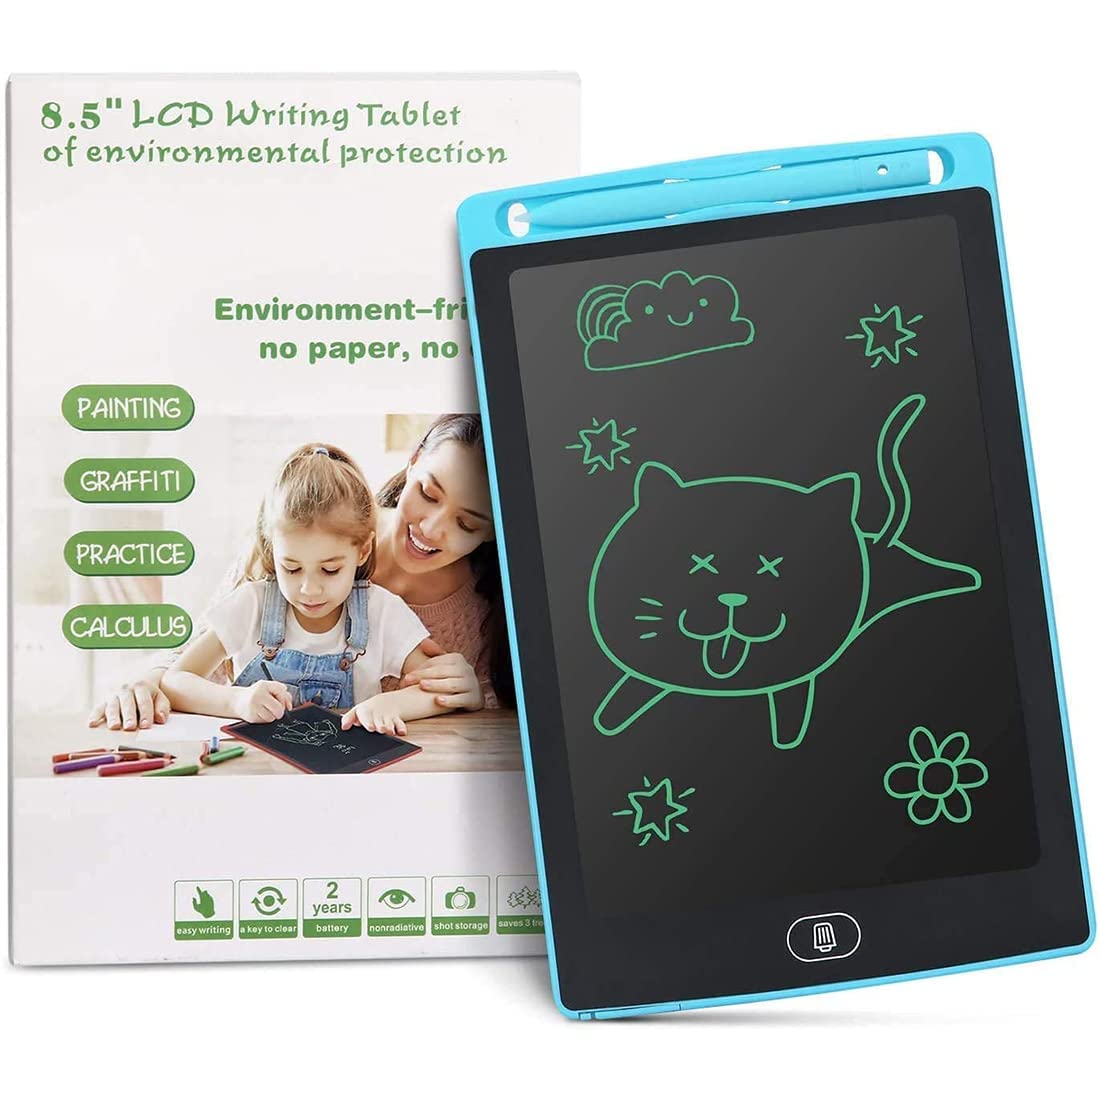 8.5" LCD Writing Tablet
of environmental protection
Environment-fri
no paper, no
PAINTING
GRAFFITI
PRACTICE
CALCULUS
2
years
easy writing
a key to clear
battery
nonradiative
shot storage
saves 3 tre